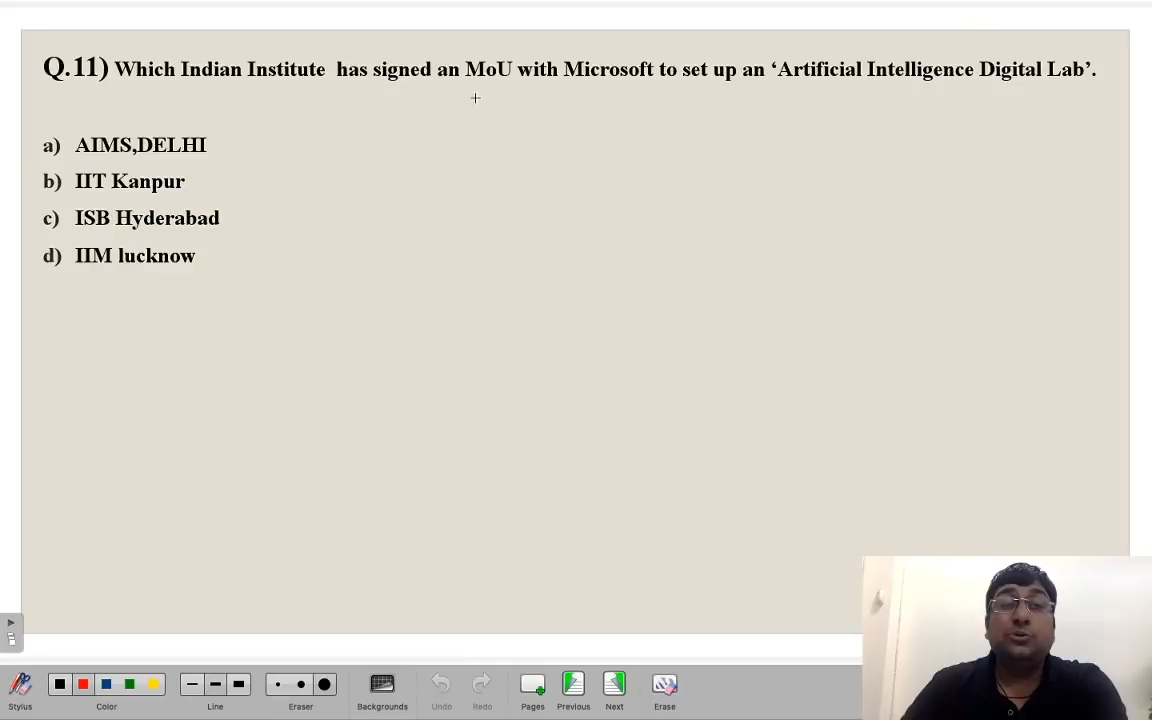 Q.11) Which Indian Institute has signed an MoU with Microsoft to set up an ‘Artificial Intelligence Digital Lab’.
a) AIMS,DELHI
b) IIT Kanpur
c) ISB Hyderabad
d) IIM lucknow
Stylus Color Line Eraser Backgrounds Undo Redo Pages Previous Next Erase